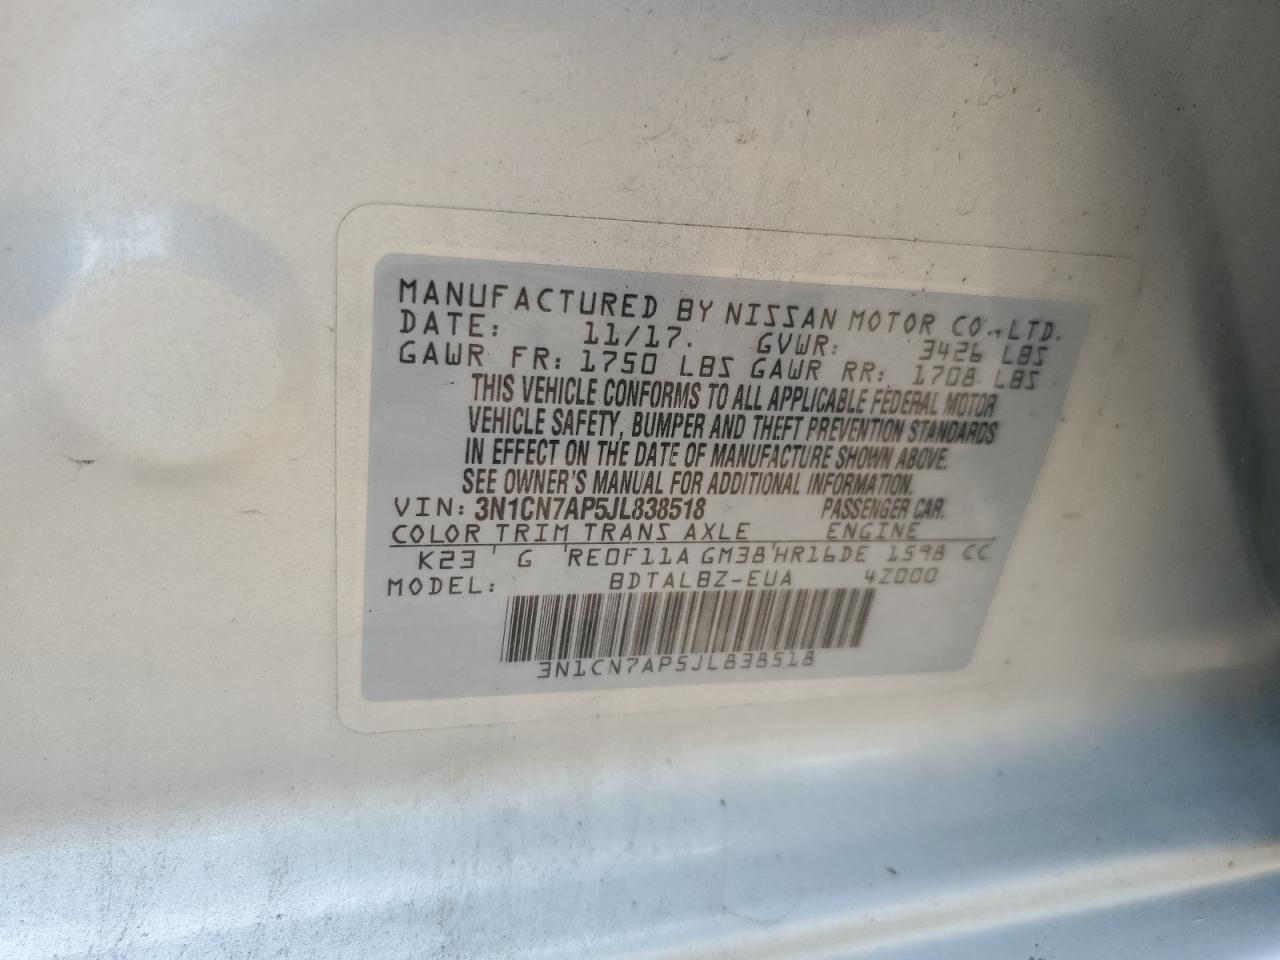 MANUFACTURED BY NISSAN MOTOR CO.,LTD.
DATE: 11/17. GVWR: 3426 LBS
GAWR FR: 1750 LBS GAWR RR: 1708 LBS
THIS VEHICLE CONFORMS TO ALL APPLICABLE FEDERAL MOTOR
VEHICLE SAFETY, BUMPER AND THEFT PREVENTION STANDARDS
IN EFFECT ON THE DATE OF MANUFACTURE SHOWN ABOVE.
SEE OWNER'S MANUAL FOR ADDITIONAL INFORMATION.
VIN: 3N1CN7AP5JL838518 PASSENGER CAR.
COLOR TRIM TRANS AXLE ENGINE
K23 G RE0F11A GM38 HR16DE 1598 CC
MODEL: BDTALBZ-EUA 4Z000
3N1CN7AP5JL838518